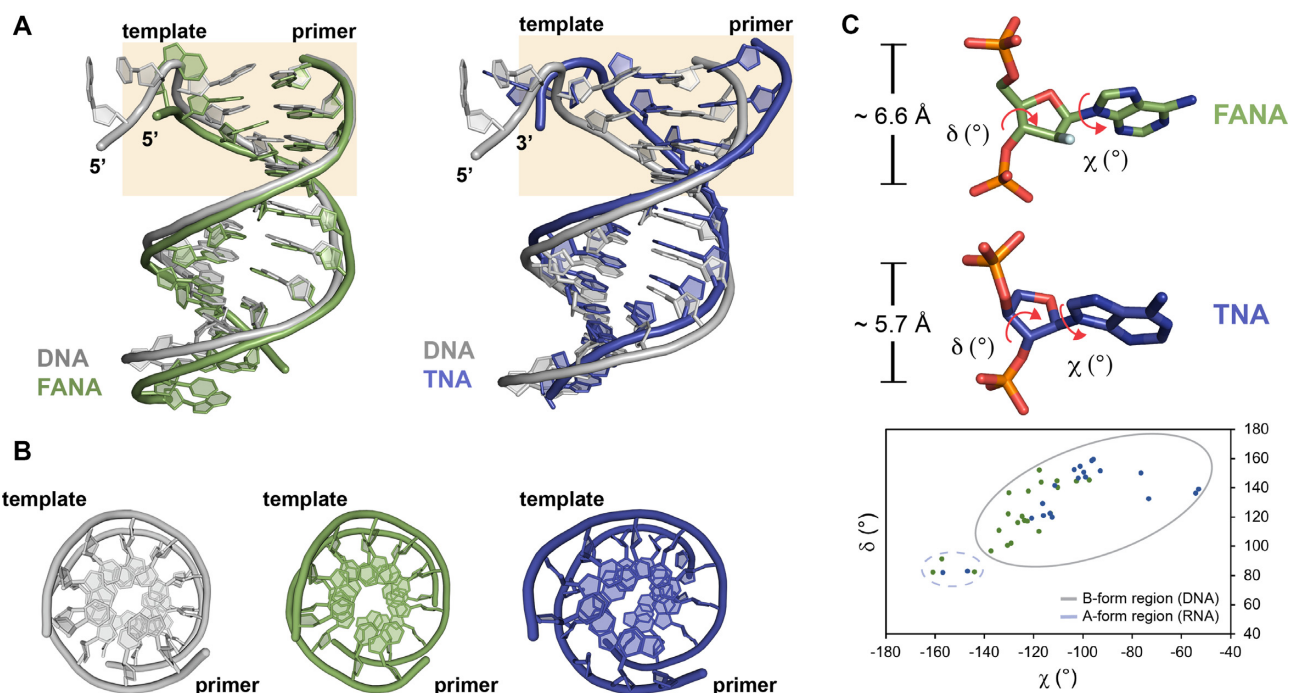 A
template
primer
5'
5'
DNA
FANA
template
primer
3'
5'
DNA
TNA
B
template
primer
template
primer
template
primer
C
~ 6.6 Å
δ (°)
χ (°)
FANA
~ 5.7 Å
δ (°)
χ (°)
TNA
180
160
140
120
100
80
60
40
δ (°)
B-form region (DNA)
A-form region (RNA)
-180 -160 -140 -120 -100 -80 -60 -40
χ (°)